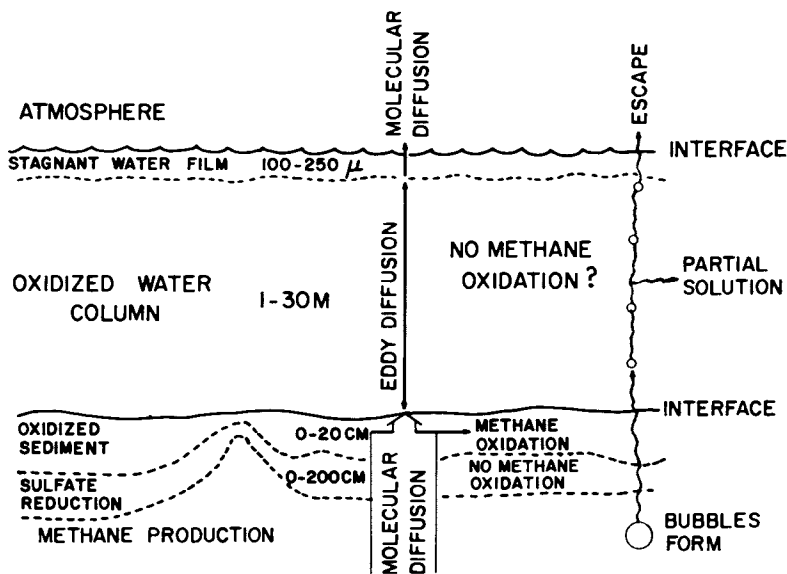 MOLECULAR
DIFFUSION
ESCAPE
ATMOSPHERE
INTERFACE
STAGNANT WATER FILM 100-250 μ
EDDY DIFFUSION
NO METHANE
OXIDATION?
OXIDIZED WATER
COLUMN
1-30M
PARTIAL
SOLUTION
INTERFACE
OXIDIZED
SEDIMENT
0-20CM
METHANE
OXIDATION
SULFATE
REDUCTION
0-200CM
NO METHANE
OXIDATION
METHANE PRODUCTION
MOLECULAR
DIFFUSION
BUBBLES
FORM